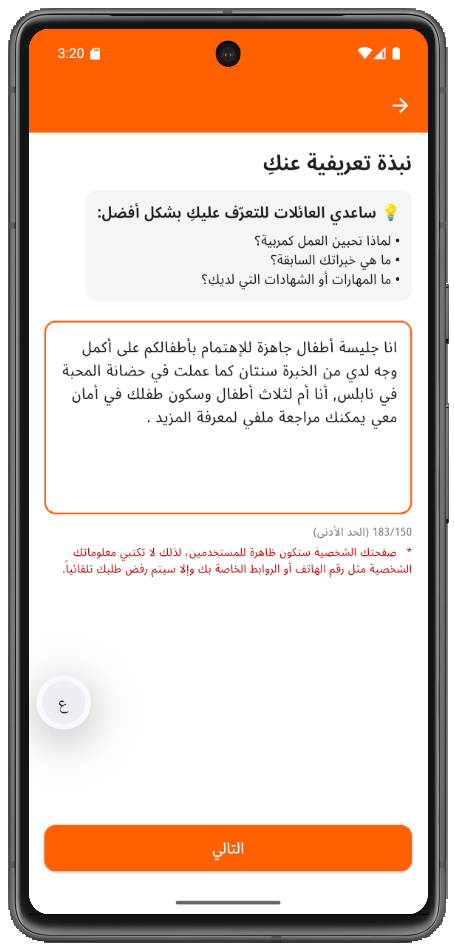 3:20
نبذة تعريفية عنكِ
💡 ساعدي العائلات للتعرّف عليكِ بشكل أفضل:
• لماذا تحبين العمل كمربية؟
• ما هي خبراتك السابقة؟
• ما المهارات أو الشهادات التي لديكِ؟
انا جليسة أطفال جاهزة للإهتمام بأطفالكم على أكمل
وجه لدي من الخبرة سنتان كما عملت في حضانة المحبة
في نابلس, أنا أم لثلاث أطفال وسكون طفلك في أمان
معي يمكنك مراجعة ملفي لمعرفة المزيد .
183/150 (الحد الأدنى)
* صفحتك الشخصية ستكون ظاهرة للمستخدمين، لذلك لا تكتبي معلوماتك
الشخصية مثل رقم الهاتف أو الروابط الخاصة بك وإلا سيتم رفض طلبك تلقائياً.
ع
التالي